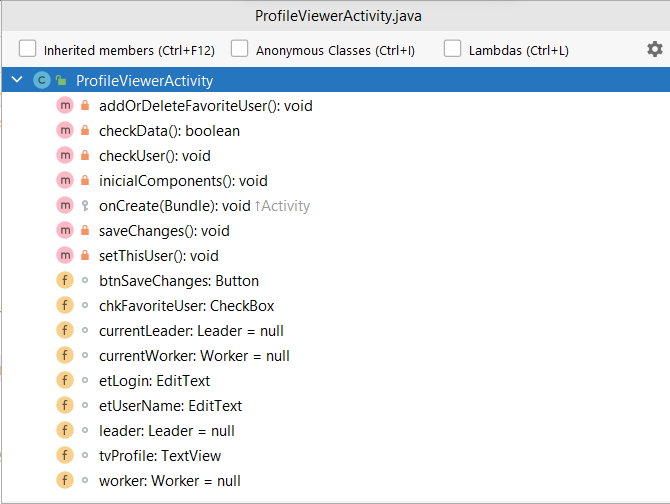 ProfileViewerActivity.java
Inherited members (Ctrl+F12) Anonymous Classes (Ctrl+I) Lambdas (Ctrl+L)
C ProfileViewerActivity
m addOrDeleteFavoriteUser(): void
m checkData(): boolean
m checkUser(): void
m inicialComponents(): void
m onCreate(Bundle): void ↑Activity
m saveChanges(): void
m setThisUser(): void
f btnSaveChanges: Button
f chkFavoriteUser: CheckBox
f currentLeader: Leader = null
f currentWorker: Worker = null
f etLogin: EditText
f etUserName: EditText
f leader: Leader = null
f tvProfile: TextView
f worker: Worker = null